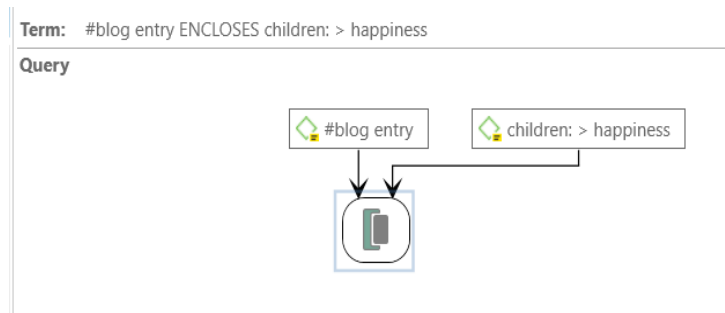 Term: #blog entry ENCLOSES children: > happiness
Query
#blog entry
children: > happiness